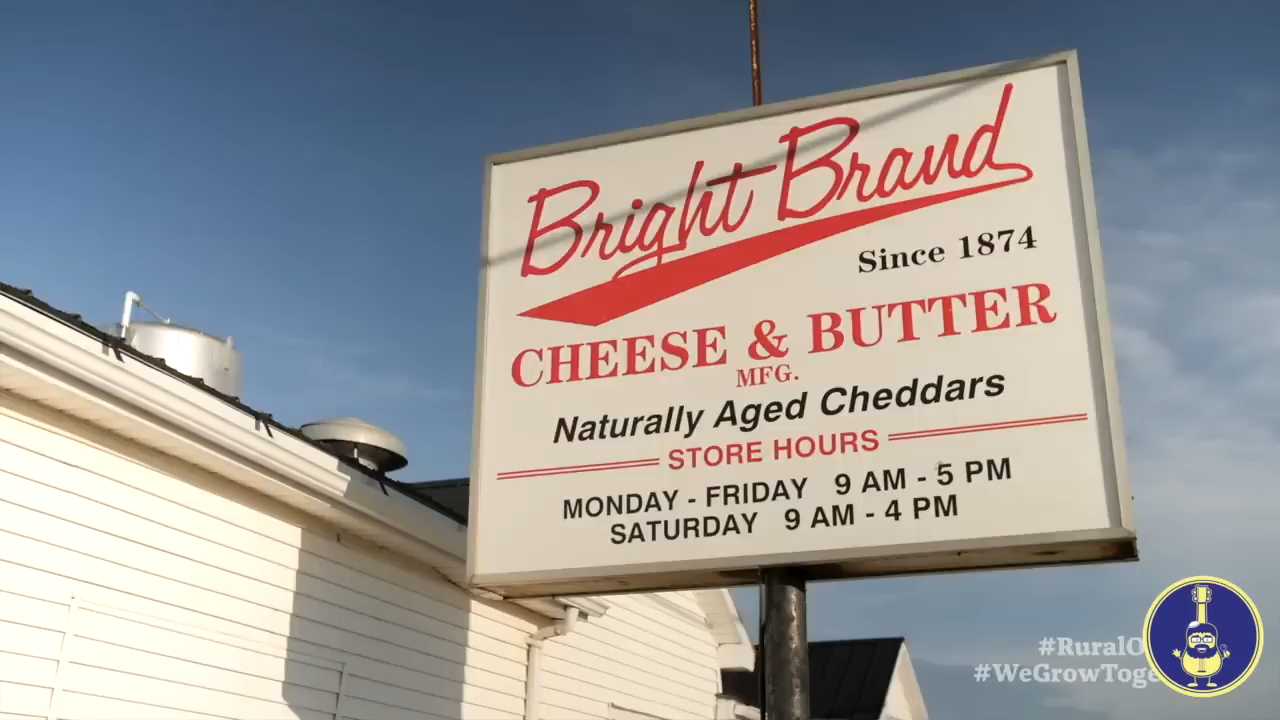 Bright Brand
Since 1874
CHEESE & BUTTER
MFG.
Naturally Aged Cheddars
STORE HOURS
MONDAY - FRIDAY 9 AM - 5 PM
SATURDAY 9 AM - 4 PM